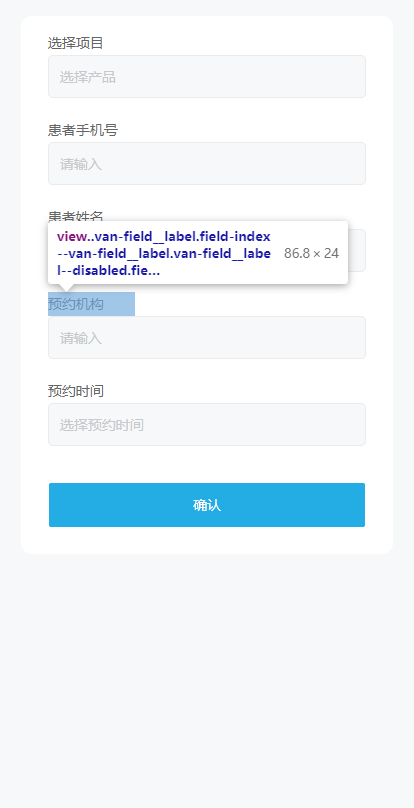 选择项目
选择产品
患者手机号
请输入
患者姓名
view..van-field__label.field-index
--van-field__label.van-field__labe
l--disabled.fie...
86.8 × 24
预约机构
请输入
预约时间
选择预约时间
确认